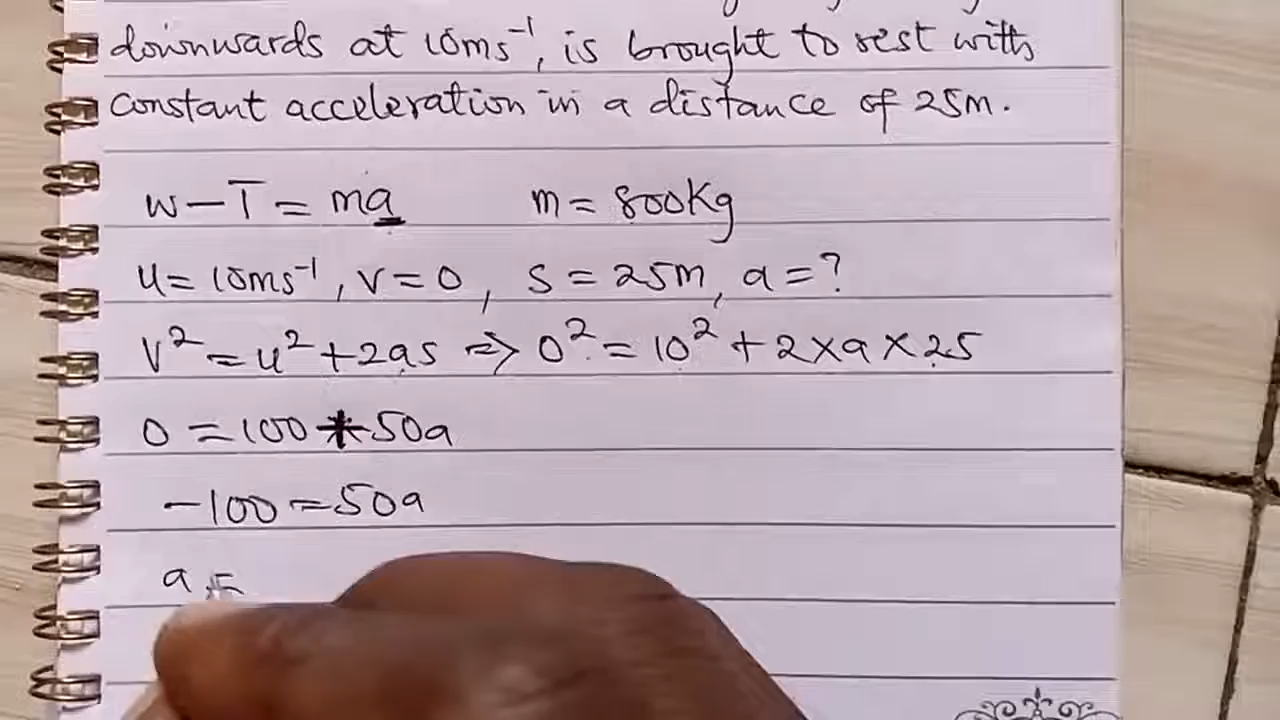 downwards at 10ms⁻¹, is brought to rest with
constant acceleration in a distance of 25m.
W - T = ma m = 800Kg
u = 10ms⁻¹, v = 0, s = 25m, a = ?
v² = u² + 2as => 0² = 10² + 2 x a x 25
0 = 100 + 50a
-100 = 50a
a =